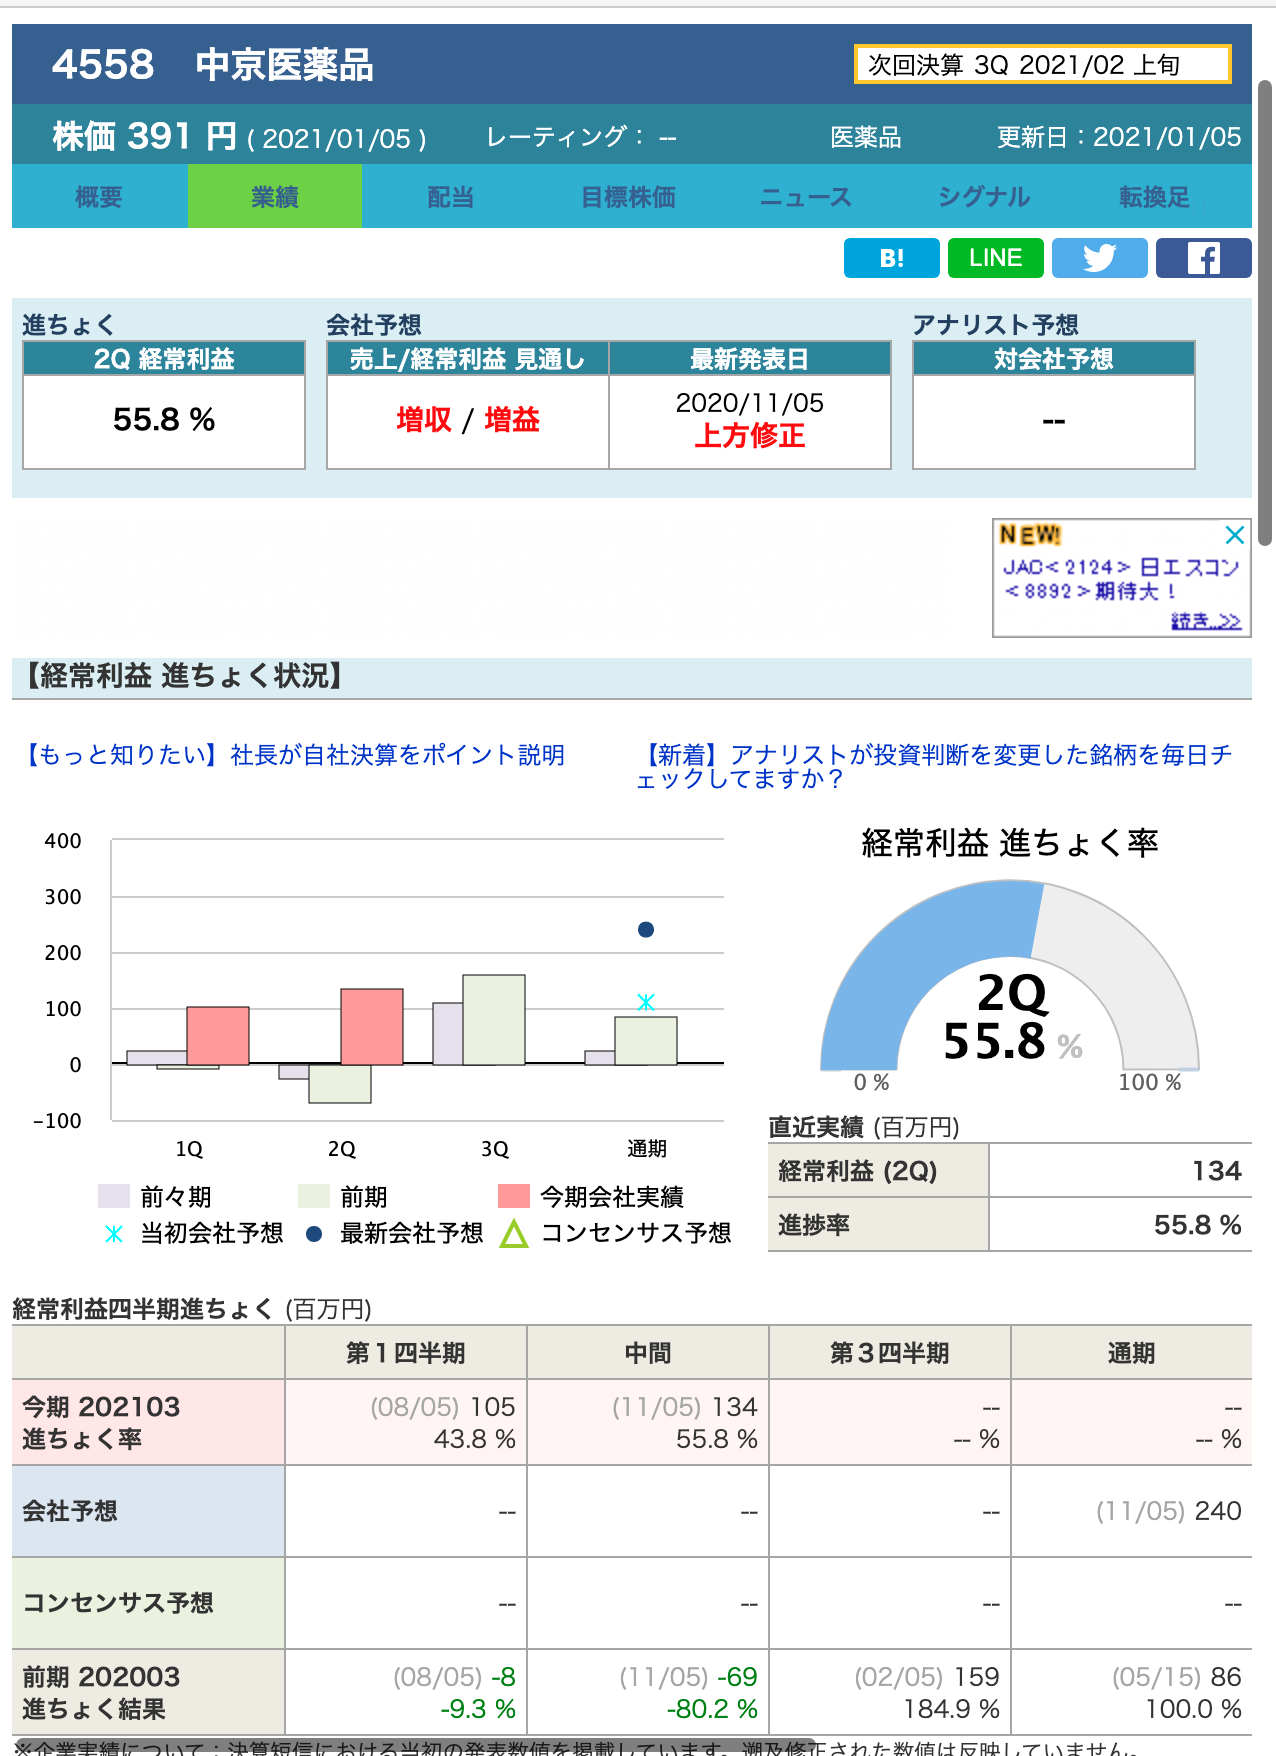 4558 中京医薬品
次回決算 3Q 2021/02 上旬
株価 391 円 ( 2021/01/05 ) レーティング： -- 医薬品 更新日：2021/01/05
概要 業績 配当 目標株価 ニュース シグナル 転換足
B! LINE
進ちょく 会社予想 アナリスト予想
2Q 経常利益 売上/経常利益 見通し 最新発表日 対会社予想
55.8 % 増収 / 増益 2020/11/05 --
上方修正
NEW!
JAC<2124> 日エスコン
<8892>期待大！
続き..>>
【経常利益 進ちょく状況】
【もっと知りたい】社長が自社決算をポイント説明
【新着】アナリストが投資判断を変更した銘柄を毎日チ
ェックしてますか？
400
300
200
100
0
-100
1Q 2Q 3Q 通期
前々期 前期 今期会社実績
当初会社予想 最新会社予想 コンセンサス予想
経常利益 進ちょく率
2Q
55.8 %
0 % 100 %
直近実績 (百万円)
経常利益 (2Q) 134
進捗率 55.8 %
経常利益四半期進ちょく (百万円)
第１四半期 中間 第３四半期 通期
今期 202103 (08/05) 105 (11/05) 134 -- --
進ちょく率 43.8 % 55.8 % -- % -- %
会社予想 -- -- -- (11/05) 240
コンセンサス予想 -- -- -- --
前期 202003 (08/05) -8 (11/05) -69 (02/05) 159 (05/15) 86
進ちょく結果 -9.3 % -80.2 % 184.9 % 100.0 %
※企業実績について：決算短信における当初の発表数値を掲載しています。遡及修正された数値は反映していません。